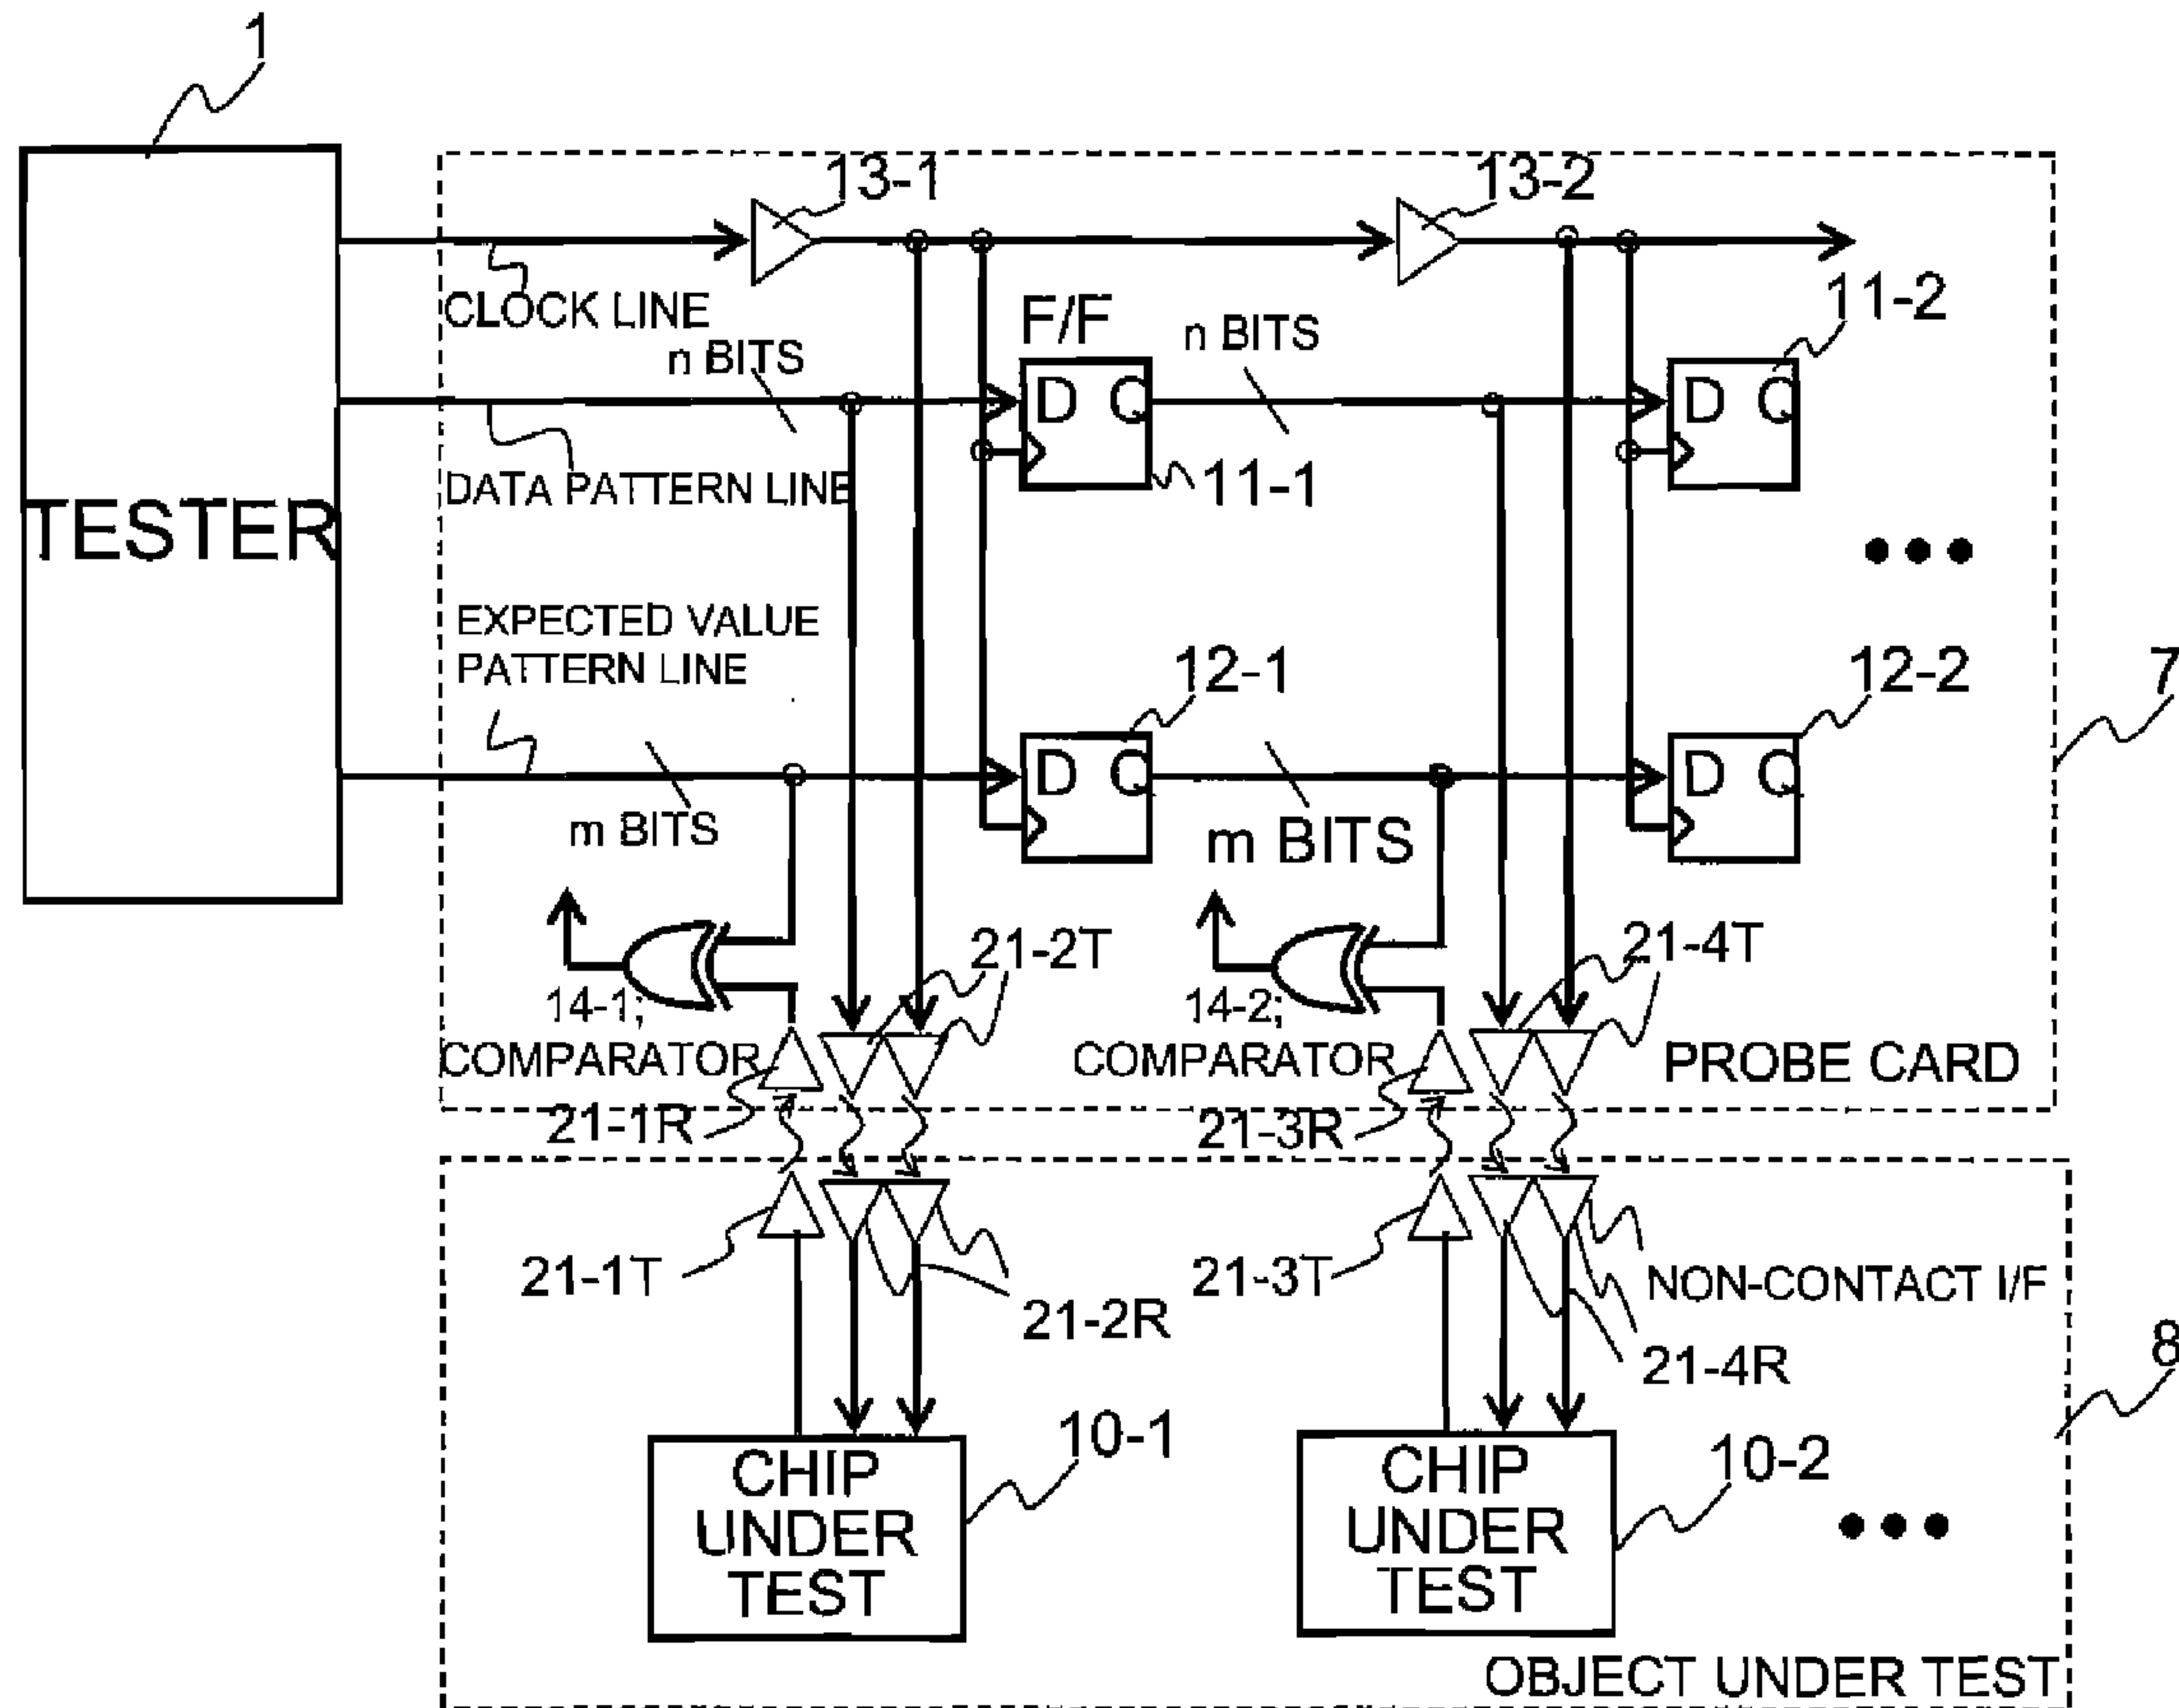 1
13-1
13-2
CLOCK LINE
n BITS
F/F
n BITS
11-2
D Q
D Q
DATA PATTERN LINE
11-1
TESTER
EXPECTED VALUE
PATTERN LINE
12-1
12-2
7
D Q
D Q
m BITS
m BITS
21-2T
21-4T
14-1;
COMPARATOR
14-2;
COMPARATOR
PROBE CARD
21-1R
21-3R
21-1T
21-2R
21-3T
NON-CONTACT I/F
21-4R
8
10-1
10-2
CHIP
UNDER
TEST
CHIP
UNDER
TEST
OBJECT UNDER TEST